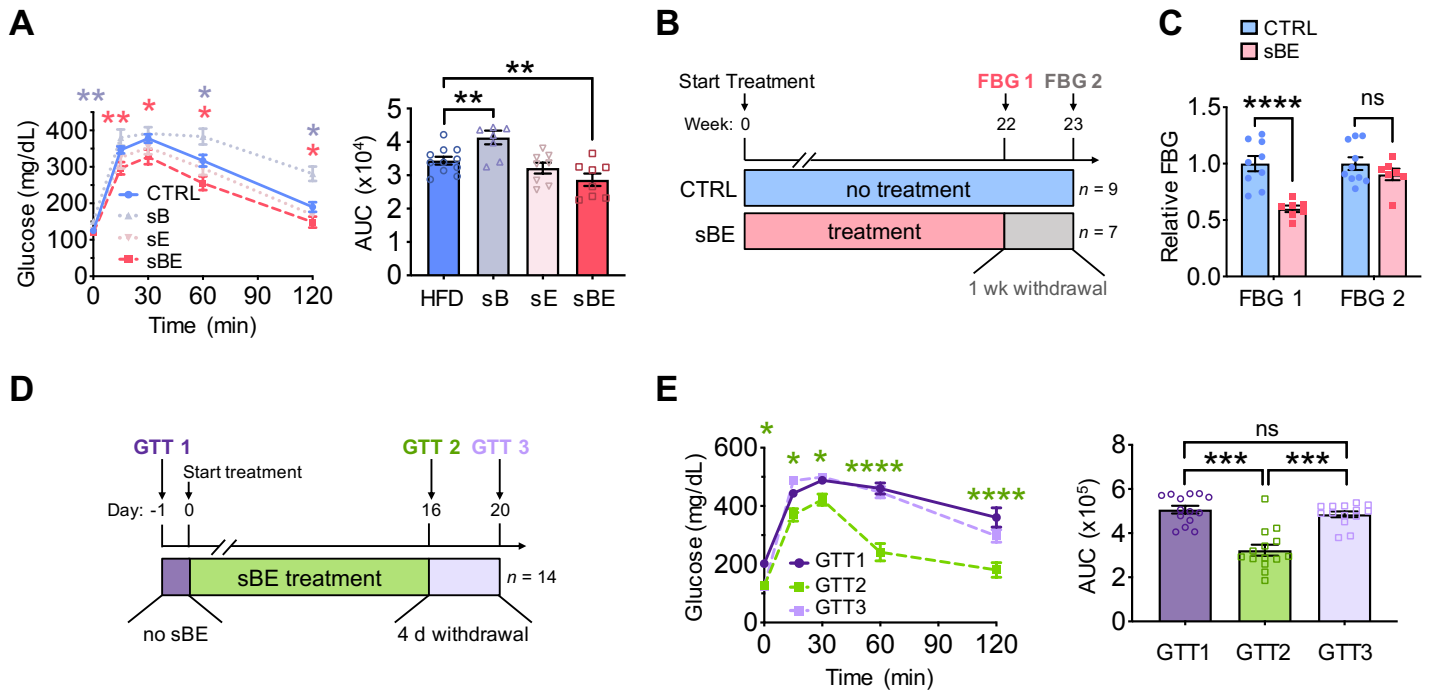 A
** * * *
** * *
Glucose (mg/dL)
400
300
200
100
0
0 30 60 120
Time (min)
CTRL
sB
sE
sBE
**
**
AUC (x10⁴)
5
4
3
2
1
0
HFD sB sE sBE
B
Start Treatment FBG 1 FBG 2
Week: 0 22 23
CTRL no treatment n = 9
sBE treatment n = 7
1 wk withdrawal
C
CTRL
sBE
Relative FBG
1.5
1.0
0.5
0.0
**** ns
FBG 1 FBG 2
D
GTT 1 GTT 2 GTT 3
Start treatment
Day: -1 0 16 20
sBE treatment n = 14
no sBE 4 d withdrawal
E
* * * **** ****
Glucose (mg/dL)
600
400
200
0
0 30 60 90 120
Time (min)
GTT1
GTT2
GTT3
ns
*** ***
AUC (x10⁵)
8
6
4
2
0
GTT1 GTT2 GTT3